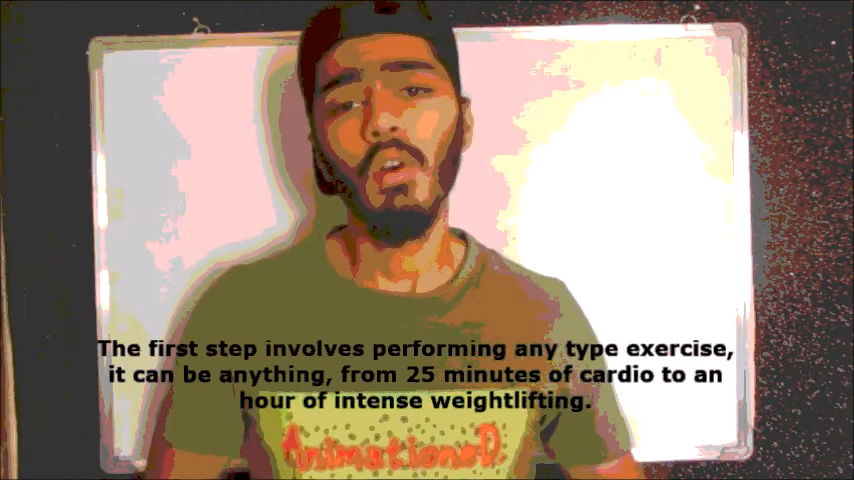 The first step involves performing any type exercise,
it can be anything, from 25 minutes of cardio to an
hour of intense weightlifting.
AnimationeD